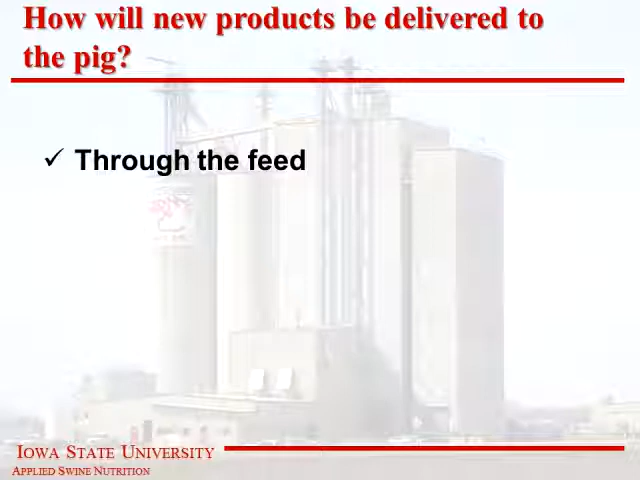 How will new products be delivered to
the pig?
✓ Through the feed
IOWA STATE UNIVERSITY
APPLIED SWINE NUTRITION